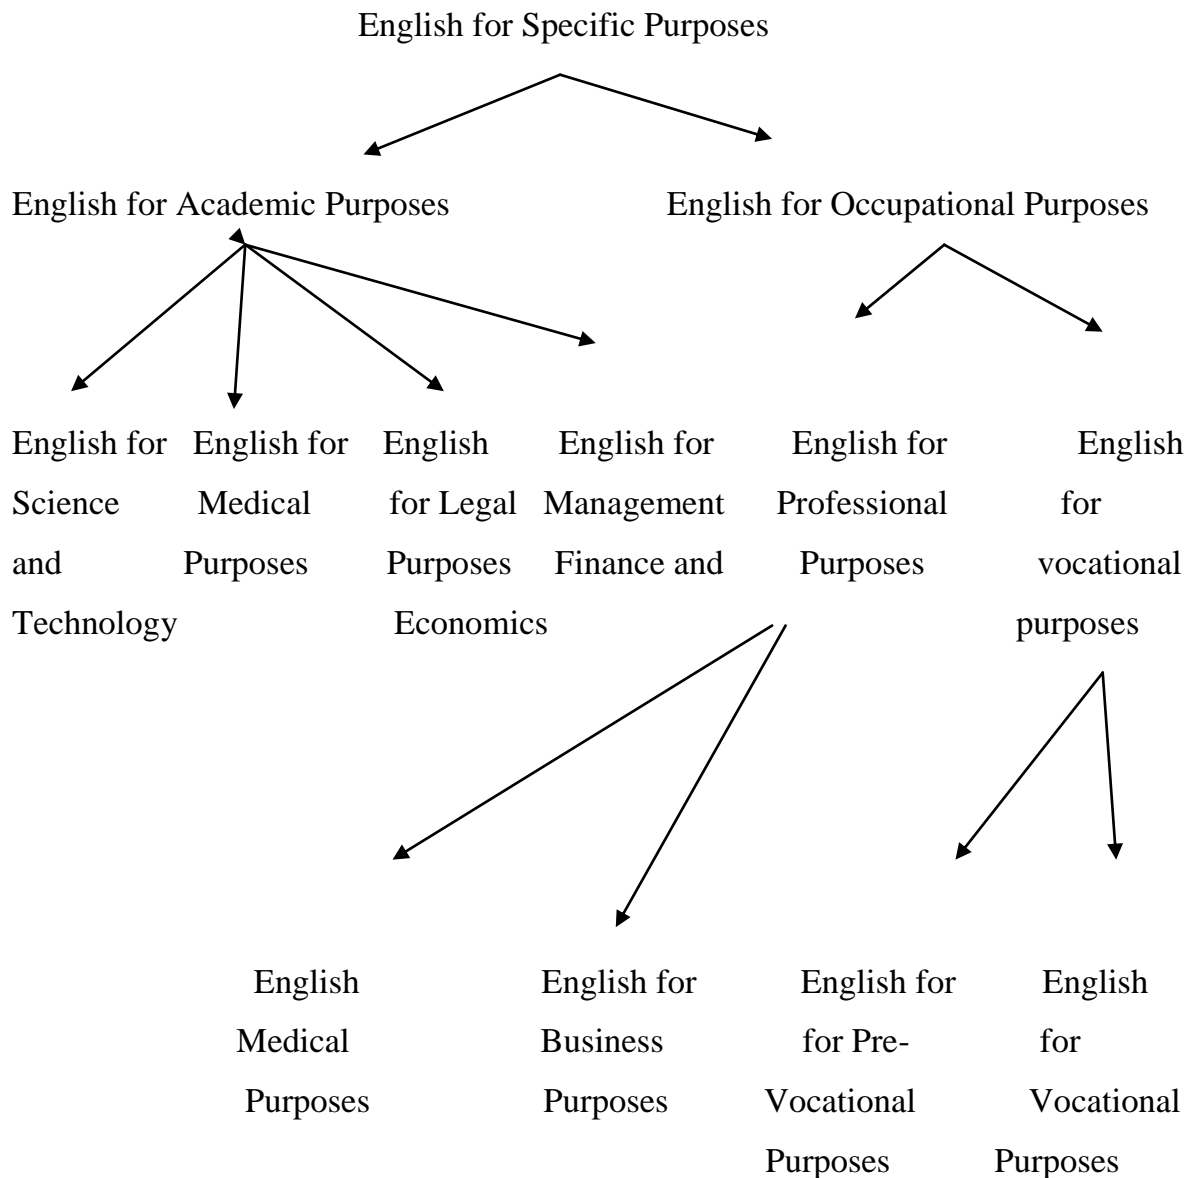 English for Specific Purposes
English for Academic Purposes English for Occupational Purposes
English for English for English English for English for English
Science Medical for Legal Management Professional for
and Purposes Purposes Finance and Purposes vocational
Technology Economics purposes
English English for English for English
Medical Business for Pre- for
Purposes Purposes Vocational Vocational
Purposes Purposes